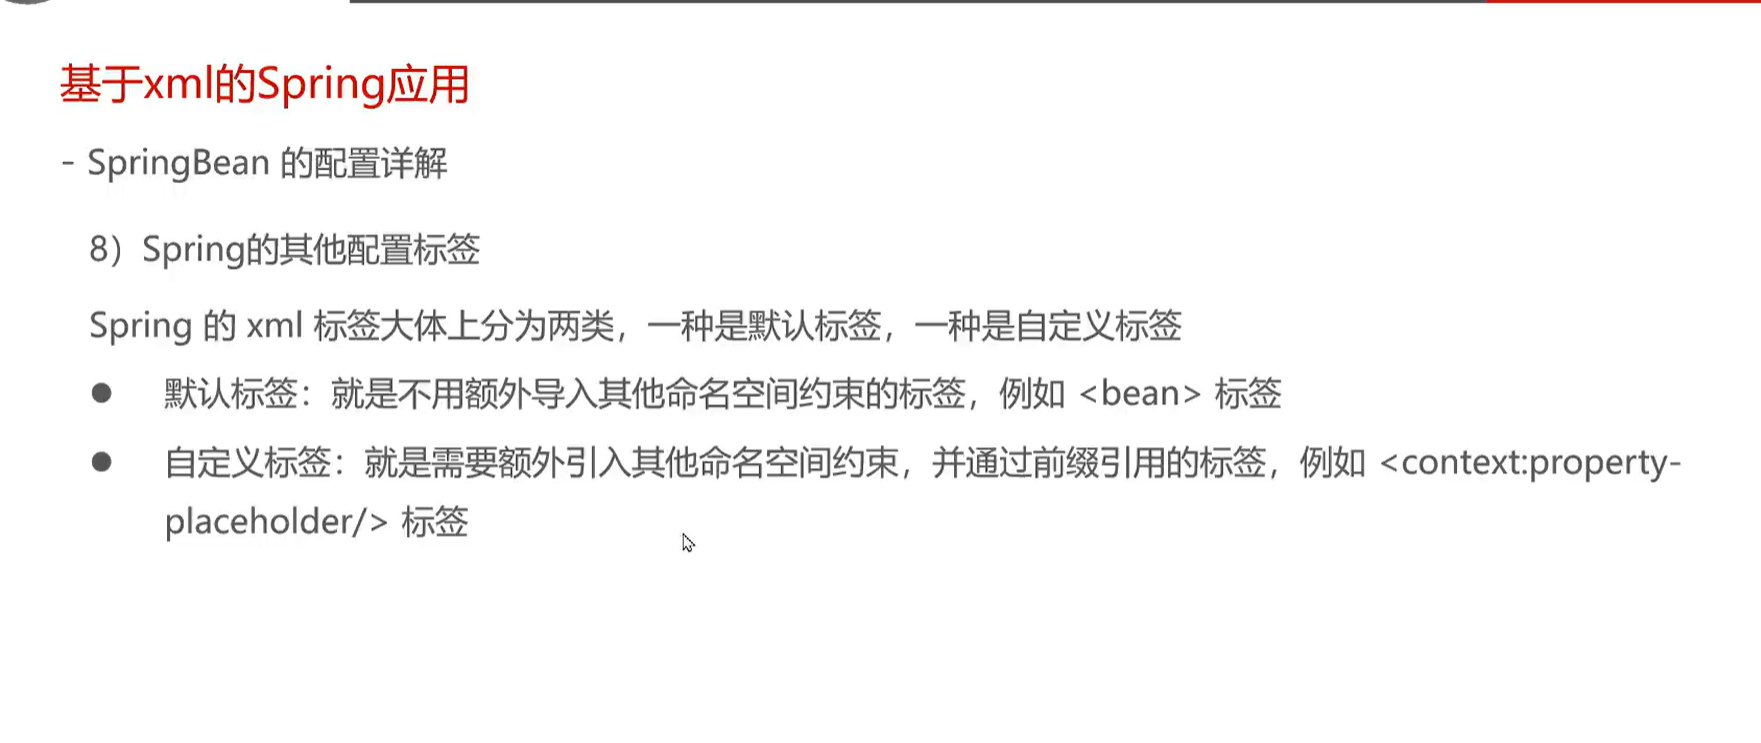 基于xml的Spring应用
- SpringBean 的配置详解
8）Spring的其他配置标签
Spring 的 xml 标签大体上分为两类，一种是默认标签，一种是自定义标签
● 默认标签：就是不用额外导入其他命名空间约束的标签，例如 <bean> 标签
● 自定义标签：就是需要额外引入其他命名空间约束，并通过前缀引用的标签，例如 <context:property-
placeholder/> 标签